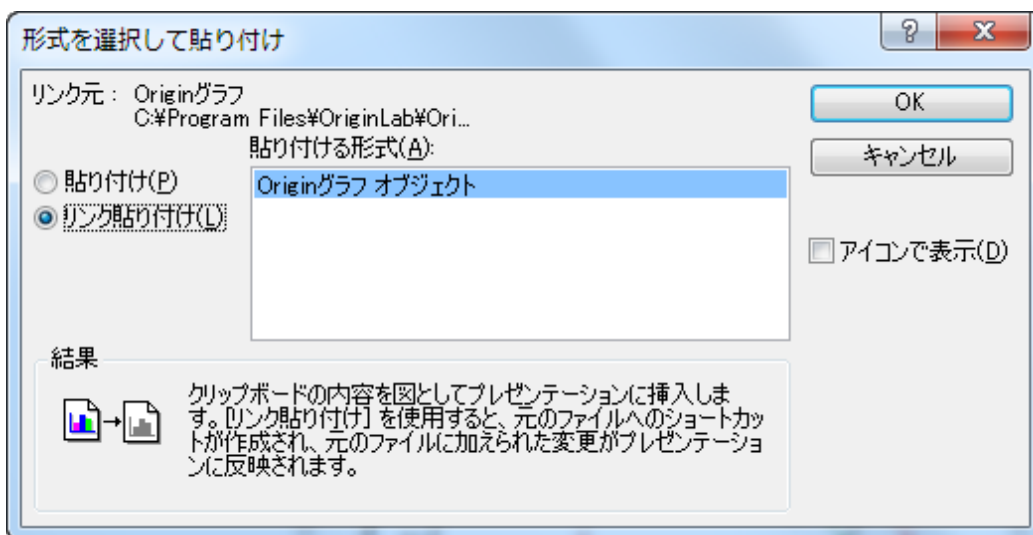 形式を選択して貼り付け
リンク元： Originグラフ
C:¥Program Files¥OriginLab¥Ori...
貼り付ける形式(A):
貼り付け(P)
リンク貼り付け(L)
Originグラフ オブジェクト
OK
キャンセル
アイコンで表示(D)
結果
クリップボードの内容を図としてプレゼンテーションに挿入しま
す。[リンク貼り付け] を使用すると、元のファイルへのショートカッ
トが作成され、元のファイルに加えられた変更がプレゼンテーショ
ンに反映されます。